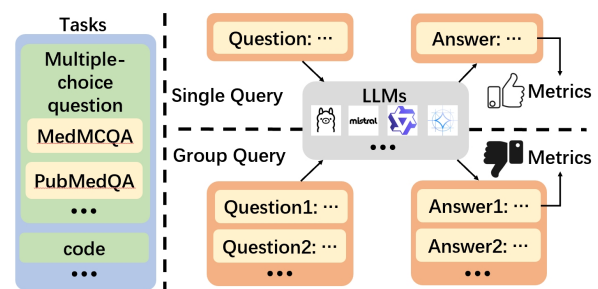 Tasks
Multiple-
choice
question
MedMCQA
PubMedQA
•••
code
•••
Single Query
Group Query
Question: ···
LLMs
mistral
•••
Answer: ···
Metrics
Question1: ···
Question2: ···
•••
Answer1: ···
Answer2: ···
•••
Metrics